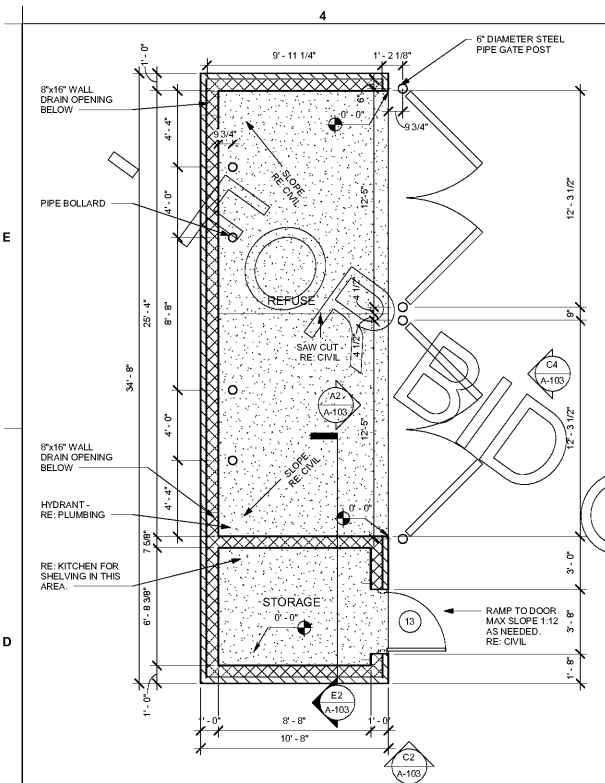 4
1' - 0"
9' - 11 1/4"
1' - 2 1/8"
6" DIAMETER STEEL
PIPE GATE POST
8"x16" WALL
DRAIN OPENING
BELOW
6"
0' - 0"
9 3/4"
9 3/4"
4' - 4"
SLOPE
RE: CIVIL
12'-5"
12' - 3 1/2"
PIPE BOLLARD
4' - 0"
E
25' - 4"
34' - 8"
8' - 8"
REFUSE
4 1/2"
9"
SAW CUT -
RE: CIVIL
4 1/2"
BID
C4
A-103
A2
A-103
12'-5"
12' - 3 1/2"
4' - 0"
8"x16" WALL
DRAIN OPENING
BELOW
SLOPE
RE: CIVIL
4' - 4"
HYDRANT -
RE: PLUMBING
0' - 0"
7 5/8"
3' - 0"
RE: KITCHEN FOR
SHELVING IN THIS
AREA.
6' - 8 3/8"
STORAGE
0' - 0"
13
RAMP TO DOOR
MAX SLOPE 1:12
AS NEEDED.
RE: CIVIL
3' - 8"
D
1' - 8"
1' - 0"
E2
A-103
1' - 0"
8' - 8"
1' - 0"
10' - 8"
C2
A-103